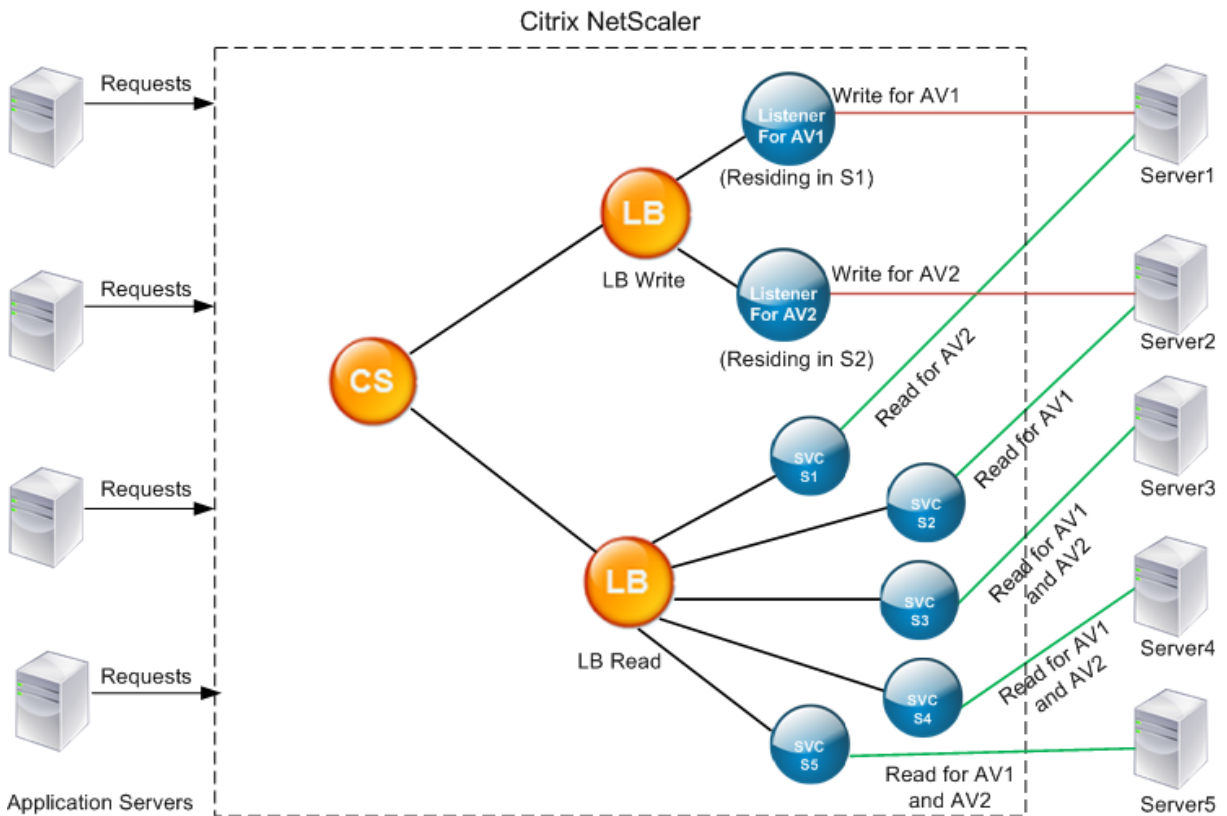 Citrix NetScaler
Requests
Requests
Requests
Requests
Application Servers
CS
LB
LB Write
LB
LB Read
Listener
For AV1
(Residing in S1)
Listener
For AV2
(Residing in S2)
SVC
S1
SVC
S2
SVC
S3
SVC
S4
SVC
S5
Write for AV1
Write for AV2
Read for AV2
Read for AV1
Read for AV1
and AV2
Read for AV1
and AV2
Read for AV1
and AV2
Server1
Server2
Server3
Server4
Server5